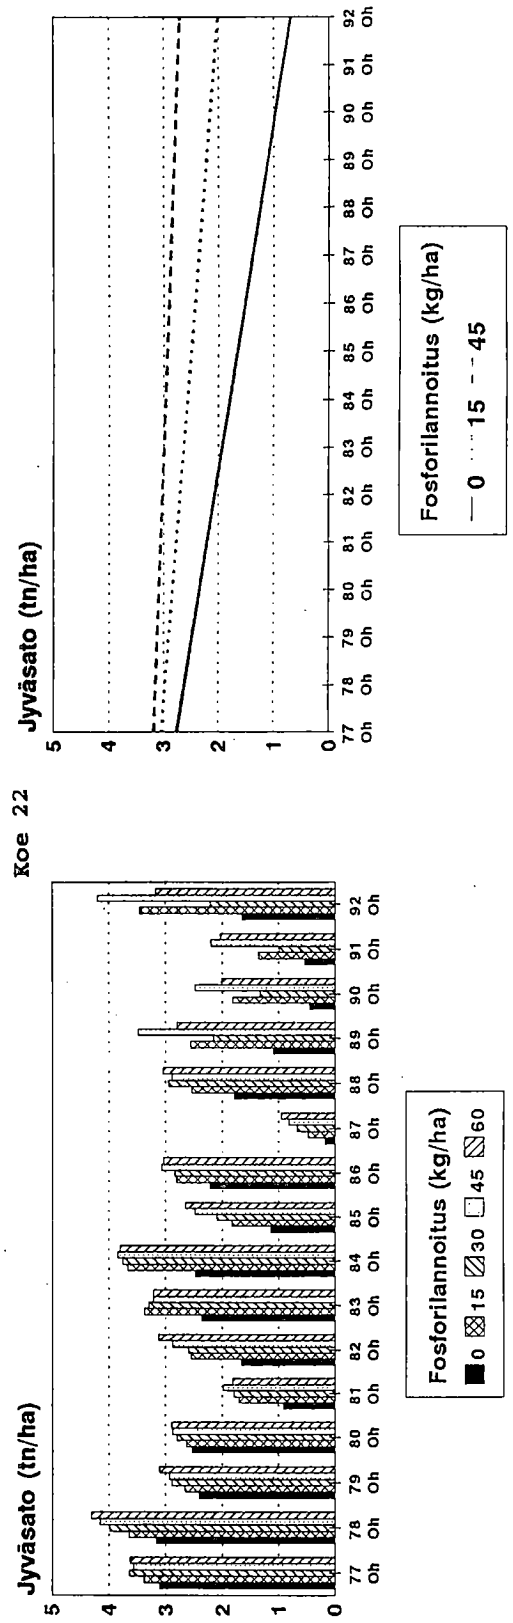 Koe 22
Jyväsato (tn/ha)
5
4
3
2
1
0
77 78 79 80 81 82 83 84 85 86 87 88 89 90 91 92
Oh Oh Oh Oh Oh Oh Oh Oh Oh Oh Oh Oh Oh Oh Oh Oh
Fosforilannoitus (kg/ha)
0 15 30 45 60
Jyväsato (tn/ha)
5
4
3
2
1
0
77 78 79 80 81 82 83 84 85 86 87 88 89 90 91 92
Oh Oh Oh Oh Oh Oh Oh Oh Oh Oh Oh Oh Oh Oh Oh Oh
Fosforilannoitus (kg/ha)
0 15 45